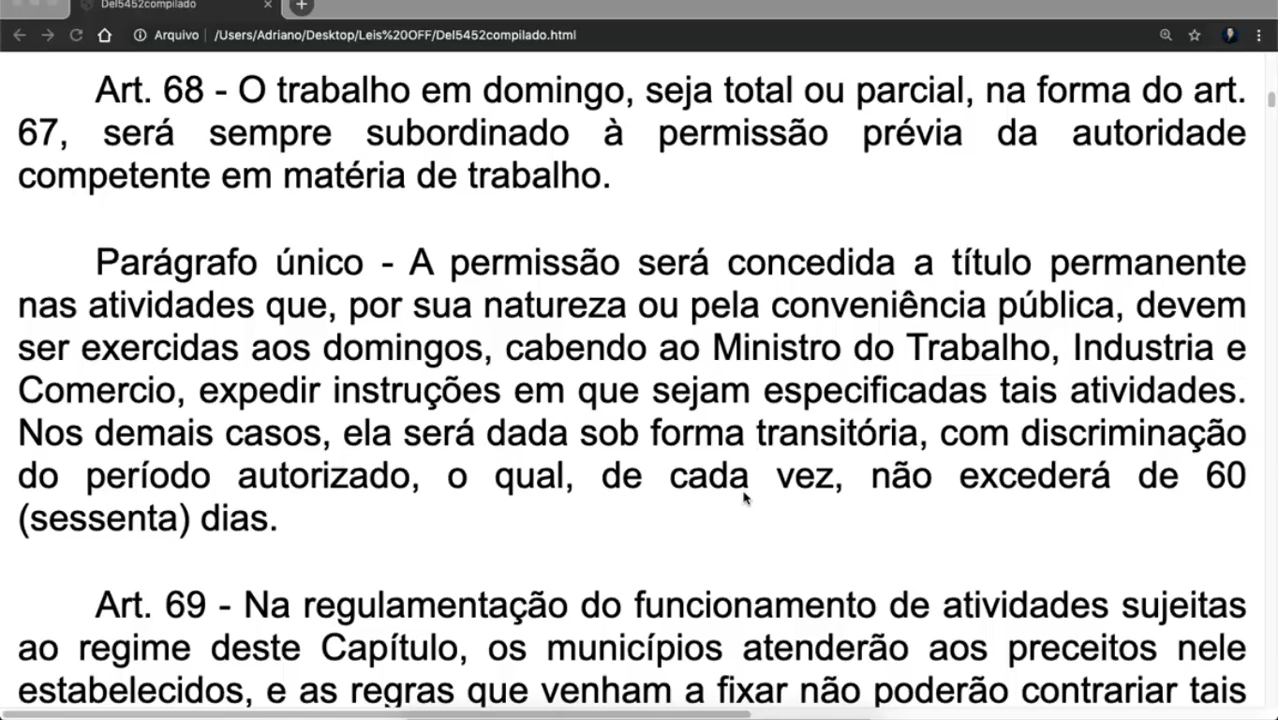 Del5452compilado
Arquivo /Users/Adriano/Desktop/Leis%20OFF/Del5452compilado.html
Art. 68 - O trabalho em domingo, seja total ou parcial, na forma do art.
67, será sempre subordinado à permissão prévia da autoridade
competente em matéria de trabalho.
Parágrafo único - A permissão será concedida a título permanente
nas atividades que, por sua natureza ou pela conveniência pública, devem
ser exercidas aos domingos, cabendo ao Ministro do Trabalho, Industria e
Comercio, expedir instruções em que sejam especificadas tais atividades.
Nos demais casos, ela será dada sob forma transitória, com discriminação
do período autorizado, o qual, de cada vez, não excederá de 60
(sessenta) dias.
Art. 69 - Na regulamentação do funcionamento de atividades sujeitas
ao regime deste Capítulo, os municípios atenderão aos preceitos nele
estabelecidos, e as regras que venham a fixar não poderão contrariar tais